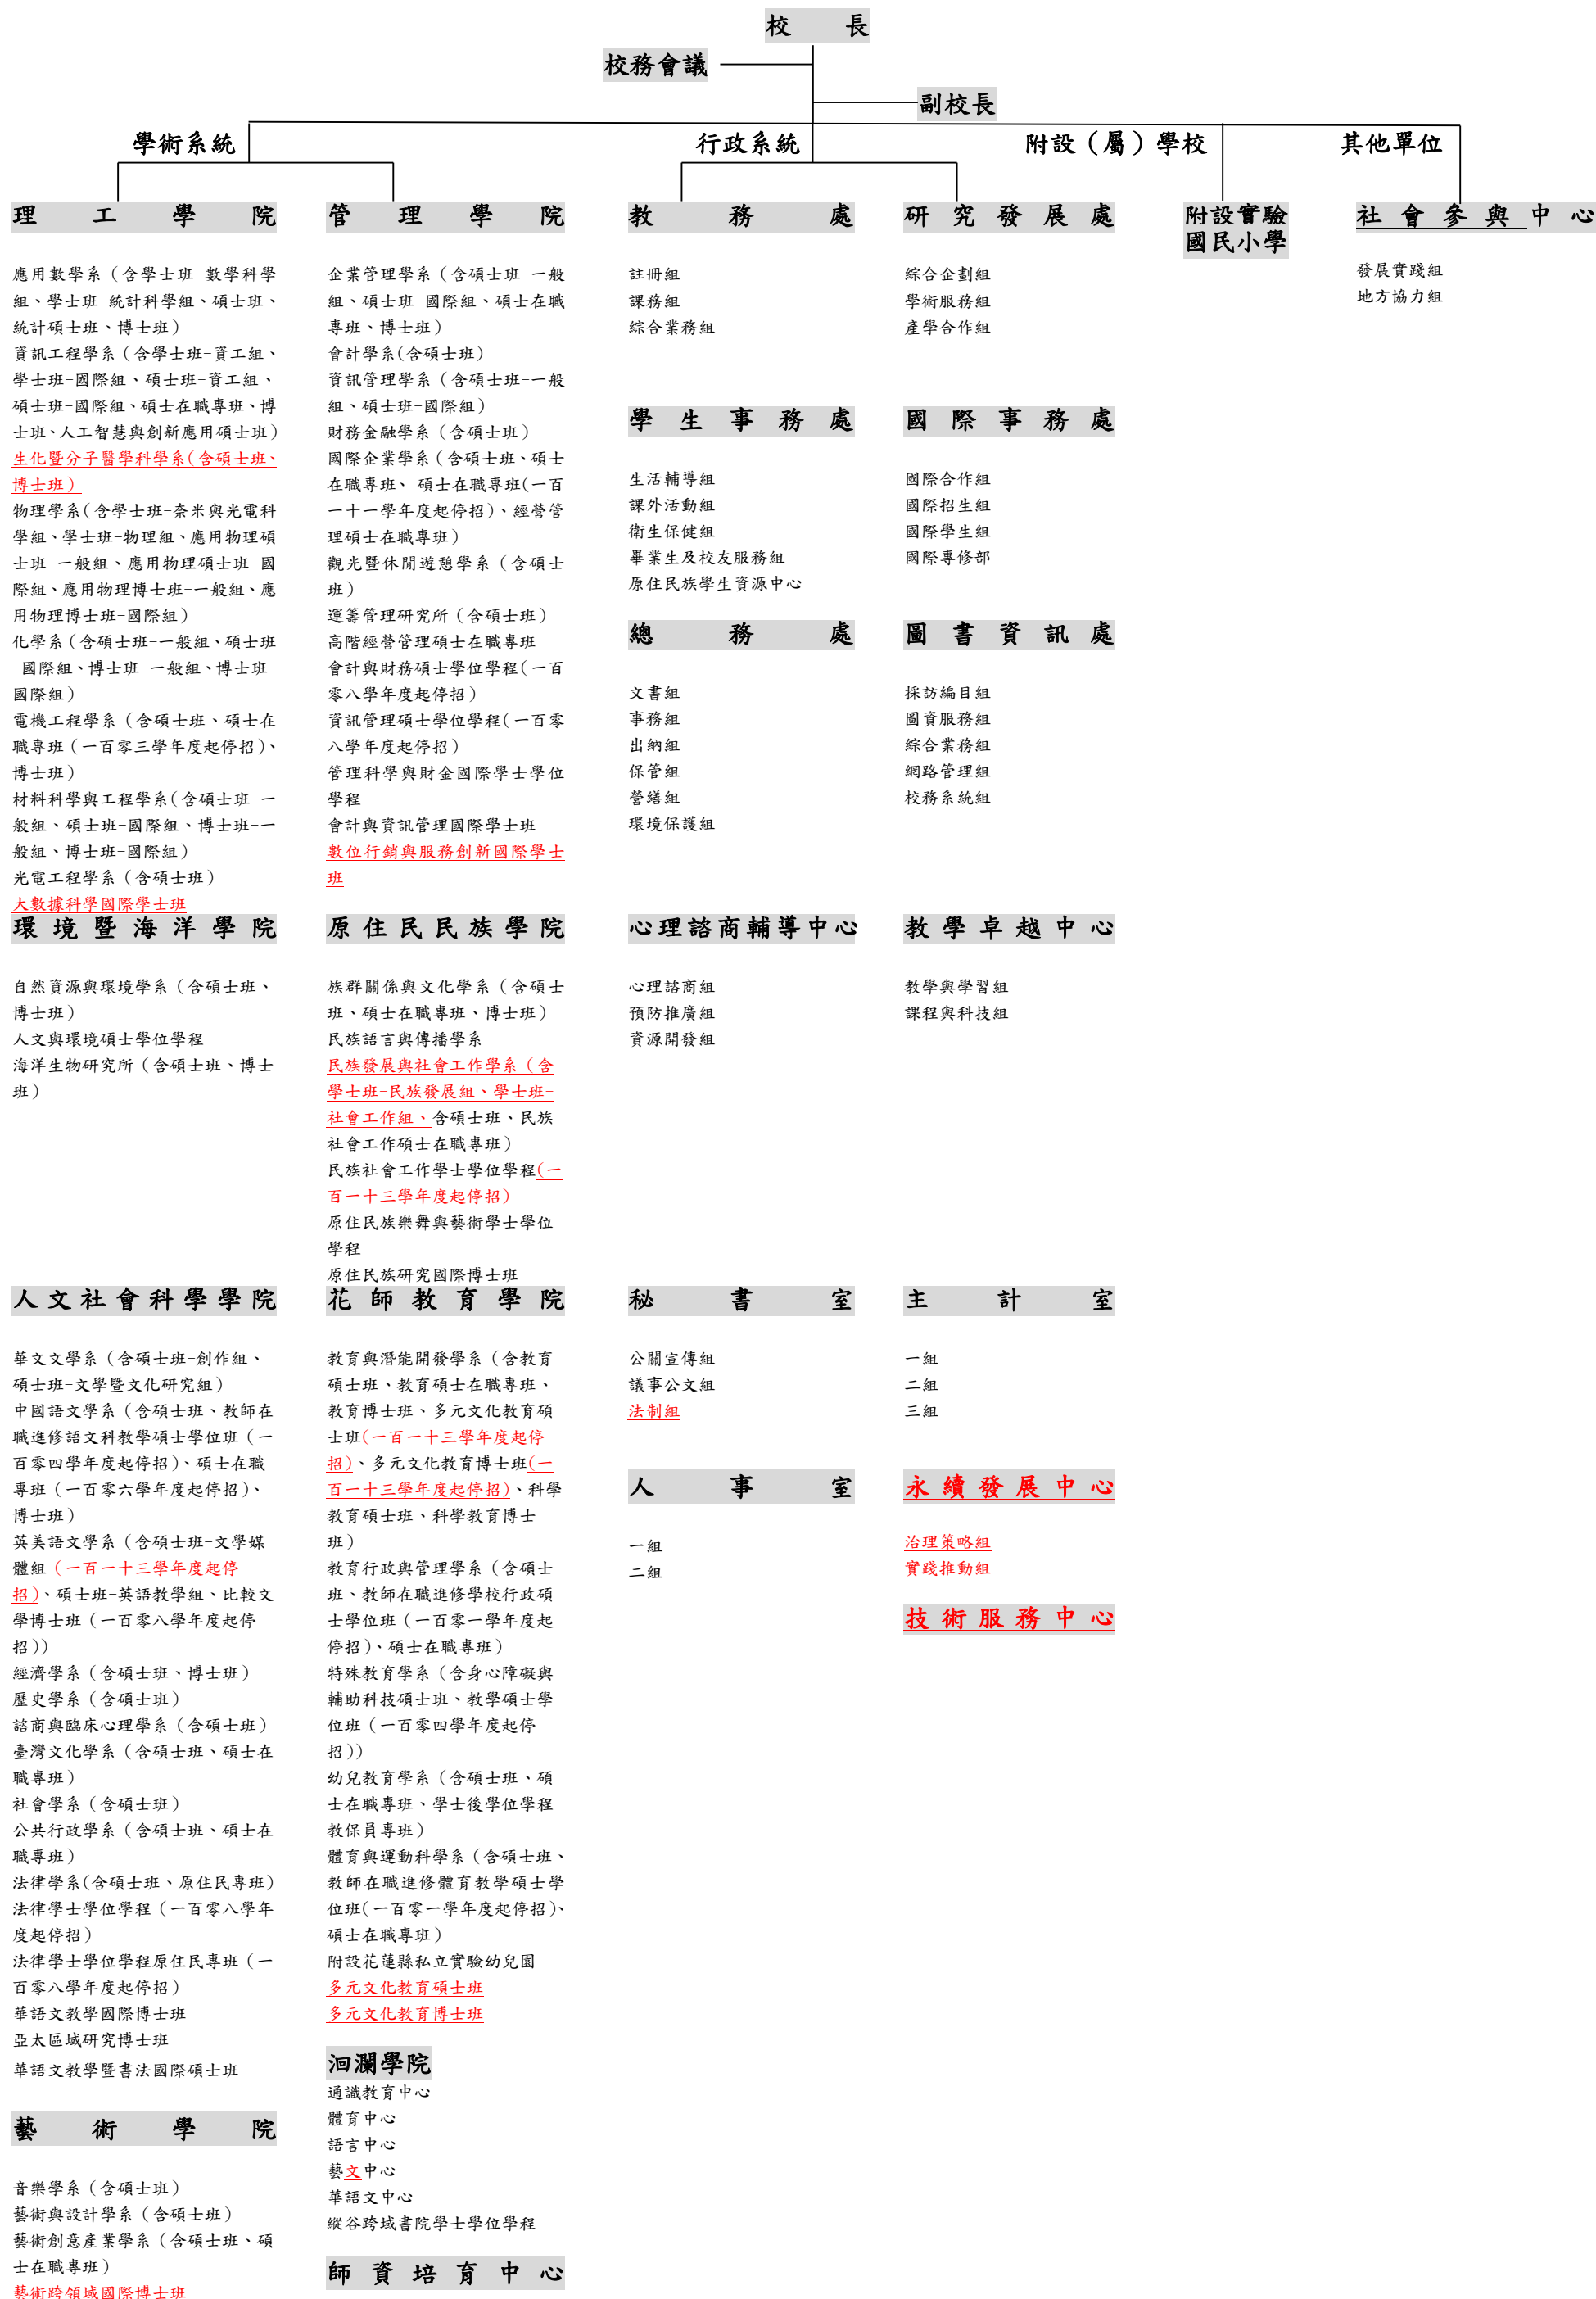 校長
校務會議
副校長
學術系統
行政系統
附設（屬）學校
其他單位
理工學院
應用數學系（含學士班-數學科學
組、學士班-統計科學組、碩士班、
統計碩士班、博士班）
資訊工程學系（含學士班-資工組、
學士班-國際組、碩士班-資工組、
碩士班-國際組、碩士在職專班、博
士班、人工智慧與創新應用碩士班）
生化暨分子醫學科學系(含碩士班、
博士班）
物理學系(含學士班-奈米與光電科
學組、學士班-物理組、應用物理碩
士班-一般組、應用物理碩士班-國
際組、應用物理博士班-一般組、應
用物理博士班-國際組）
化學系（含碩士班-一般組、碩士班
-國際組、博士班-一般組、博士班-
國際組）
電機工程學系（含碩士班、碩士在
職專班（一百零三學年度起停招）、
博士班）
材料科學與工程學系(含碩士班-一
般組、碩士班-國際組、博士班-一
般組、博士班-國際組）
光電工程學系（含碩士班）
大數據科學國際學士班
管理學院
企業管理學系（含碩士班-一般
組、碩士班-國際組、碩士在職
專班、博士班）
會計學系(含碩士班）
資訊管理學系（含碩士班-一般
組、碩士班-國際組）
財務金融學系（含碩士班）
國際企業學系（含碩士班、碩士
在職專班、 碩士在職專班(一百
一十一學年度起停招)、經營管
理碩士在職專班）
觀光暨休閒遊憩學系（含碩士
班）
運籌管理研究所（含碩士班）
高階經營管理碩士在職專班
會計與財務碩士學位學程(一百
零八學年度起停招）
資訊管理碩士學位學程(一百零
八學年度起停招）
管理科學與財金國際學士學位
學程
會計與資訊管理國際學士班
數位行銷與服務創新國際學士
班
教務處
註冊組
課務組
綜合業務組
研究發展處
綜合企劃組
學術服務組
產學合作組
附設實驗
國民小學
社會參與中心
發展實踐組
地方協力組
學生事務處
生活輔導組
課外活動組
衛生保健組
畢業生及校友服務組
原住民族學生資源中心
國際事務處
國際合作組
國際招生組
國際學生組
國際專修部
總務處
文書組
事務組
出納組
保管組
營繕組
環境保護組
圖書資訊處
採訪編目組
圖資服務組
綜合業務組
網路管理組
校務系統組
環境暨海洋學院
自然資源與環境學系（含碩士班、
博士班）
人文與環境碩士學位學程
海洋生物研究所（含碩士班、博士
班）
原住民民族學院
族群關係與文化學系（含碩士
班、碩士在職專班、博士班）
民族語言與傳播學系
民族發展與社會工作學系（含
學士班-民族發展組、學士班-
社會工作組、含碩士班、民族
社會工作碩士在職專班）
民族社會工作學士學位學程(一
百一十三學年度起停招)
原住民族樂舞與藝術學士學位
學程
原住民族研究國際博士班
心理諮商輔導中心
心理諮商組
預防推廣組
資源開發組
教學卓越中心
教學與學習組
課程與科技組
人文社會科學學院
華文文學系（含碩士班-創作組、
碩士班-文學暨文化研究組）
中國語文學系（含碩士班、教師在
職進修語文科教學碩士學位班（一
百零四學年度起停招）、碩士在職
專班（一百零六學年度起停招）、
博士班）
英美語文學系（含碩士班-文學媒
體組（一百一十三學年度起停
招)、碩士班-英語教學組、比較文
學博士班（一百零八學年度起停
招)）
經濟學系（含碩士班、博士班）
歷史學系（含碩士班）
諮商與臨床心理學系（含碩士班）
臺灣文化學系（含碩士班、碩士在
職專班）
社會學系（含碩士班）
公共行政學系（含碩士班、碩士在
職專班）
法律學系(含碩士班、原住民專班）
法律學士學位學程（一百零八學年
度起停招）
法律學士學位學程原住民專班（一
百零八學年度起停招）
華語文教學國際博士班
亞太區域研究博士班
華語文教學暨書法國際碩士班
花師教育學院
教育與潛能開發學系（含教育
碩士班、教育碩士在職專班、
教育博士班、多元文化教育碩
士班(一百一十三學年度起停
招)、多元文化教育博士班(一
百一十三學年度起停招)、科學
教育碩士班、科學教育博士
班）
教育行政與管理學系（含碩士
班、教師在職進修學校行政碩
士學位班（一百零一學年度起
停招)、碩士在職專班）
特殊教育學系（含身心障礙與
輔助科技碩士班、教學碩士學
位班（一百零四學年度起停
招)）
幼兒教育學系（含碩士班、碩
士在職專班、學士後學位學程
教保員專班）
體育與運動科學系（含碩士班、
教師在職進修體育教學碩士學
位班(一百零一學年度起停招)、
碩士在職專班）
附設花蓮縣私立實驗幼兒園
多元文化教育碩士班
多元文化教育博士班
秘書室
公關宣傳組
議事公文組
法制組
主計室
一組
二組
三組
人事室
一組
二組
永續發展中心
治理策略組
實踐推動組
技術服務中心
洄瀾學院
通識教育中心
體育中心
語言中心
藝文中心
華語文中心
縱谷跨域書院學士學位學程
藝術學院
音樂學系（含碩士班）
藝術與設計學系（含碩士班）
藝術創意產業學系（含碩士班、碩
士在職專班）
藝術跨領域國際博士班
師資培育中心